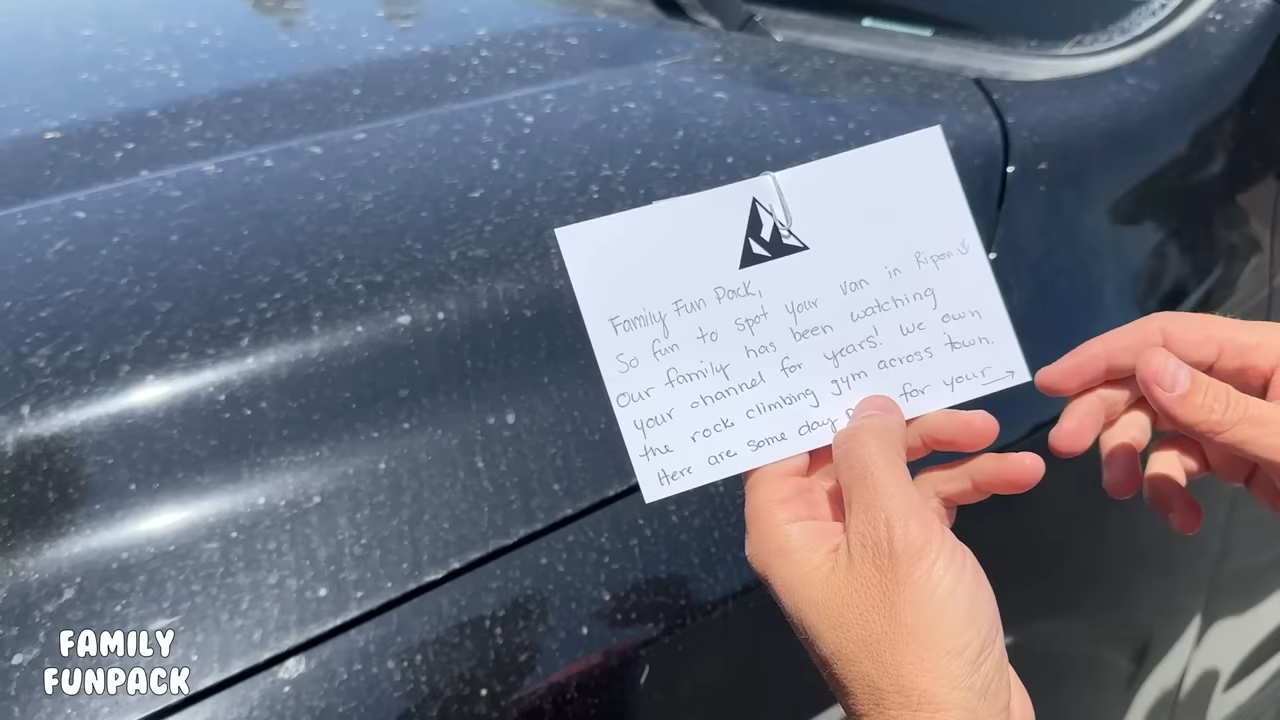 Family Fun Pack,
So fun to spot your van in Ripon
our family has been watching
your channel for years! We own
the rock climbing gym across town.
Here are some day for your →
FAMILY
FUNPACK